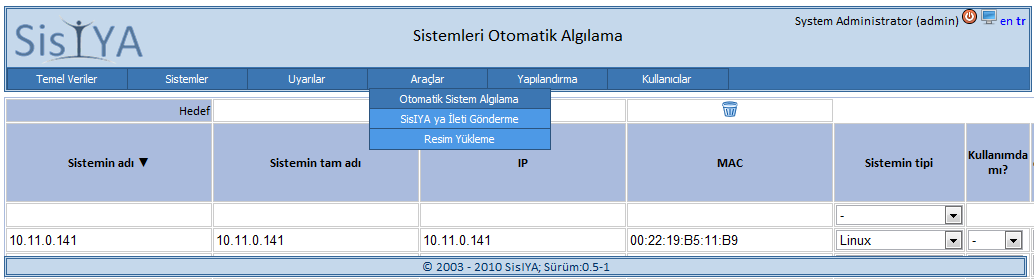 SisIYA
Sistemleri Otomatik Algılama
System Administrator (admin) en tr
Temel Veriler Sistemler Uyarılar Araçlar Yapılandırma Kullanıcılar
Otomatik Sistem Algılama
SisIYA ya İleti Gönderme
Resim Yükleme
Hedef
Sistemin adı ▼ Sistemin tam adı IP MAC Sistemin tipi Kullanımda
mı?
-
10.11.0.141 10.11.0.141 10.11.0.141 00:22:19:B5:11:B9 Linux -
© 2003 - 2010 SisIYA; Sürüm:0.5-1